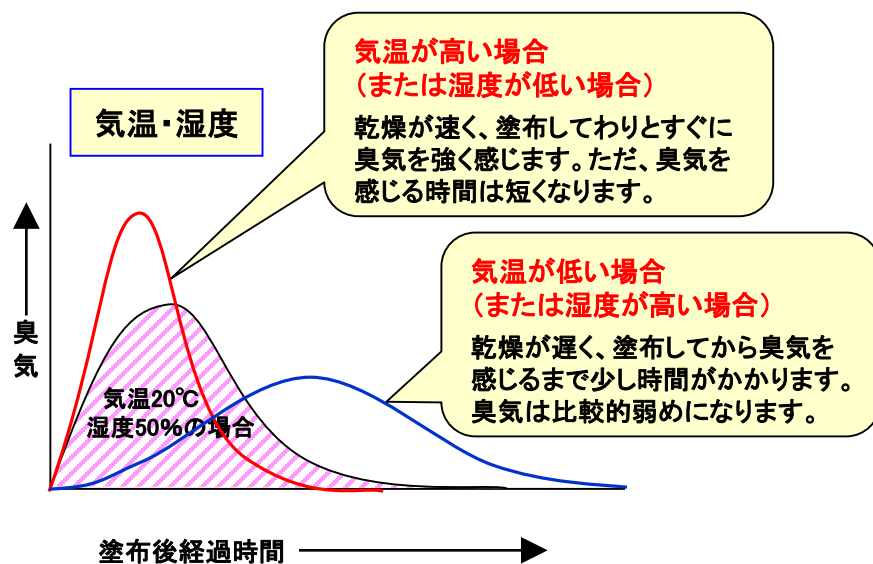 気温・湿度
気温が高い場合
（または湿度が低い場合）
乾燥が速く、塗布してわりとすぐに
臭気を強く感じます。ただ、臭気を
感じる時間は短くなります。
気温が低い場合
（または湿度が高い場合）
乾燥が遅く、塗布してから臭気を
感じるまで少し時間がかかります。
臭気は比較的弱めになります。
臭気
気温20℃
湿度50%の場合
塗布後経過時間